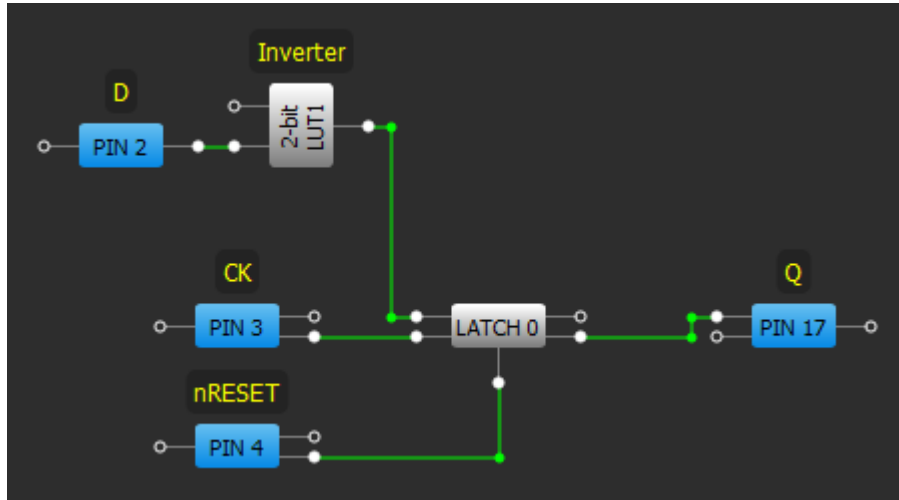 Inverter
D
2-bit
LUT1
PIN 2
CK
Q
PIN 3
LATCH 0
PIN 17
nRESET
PIN 4